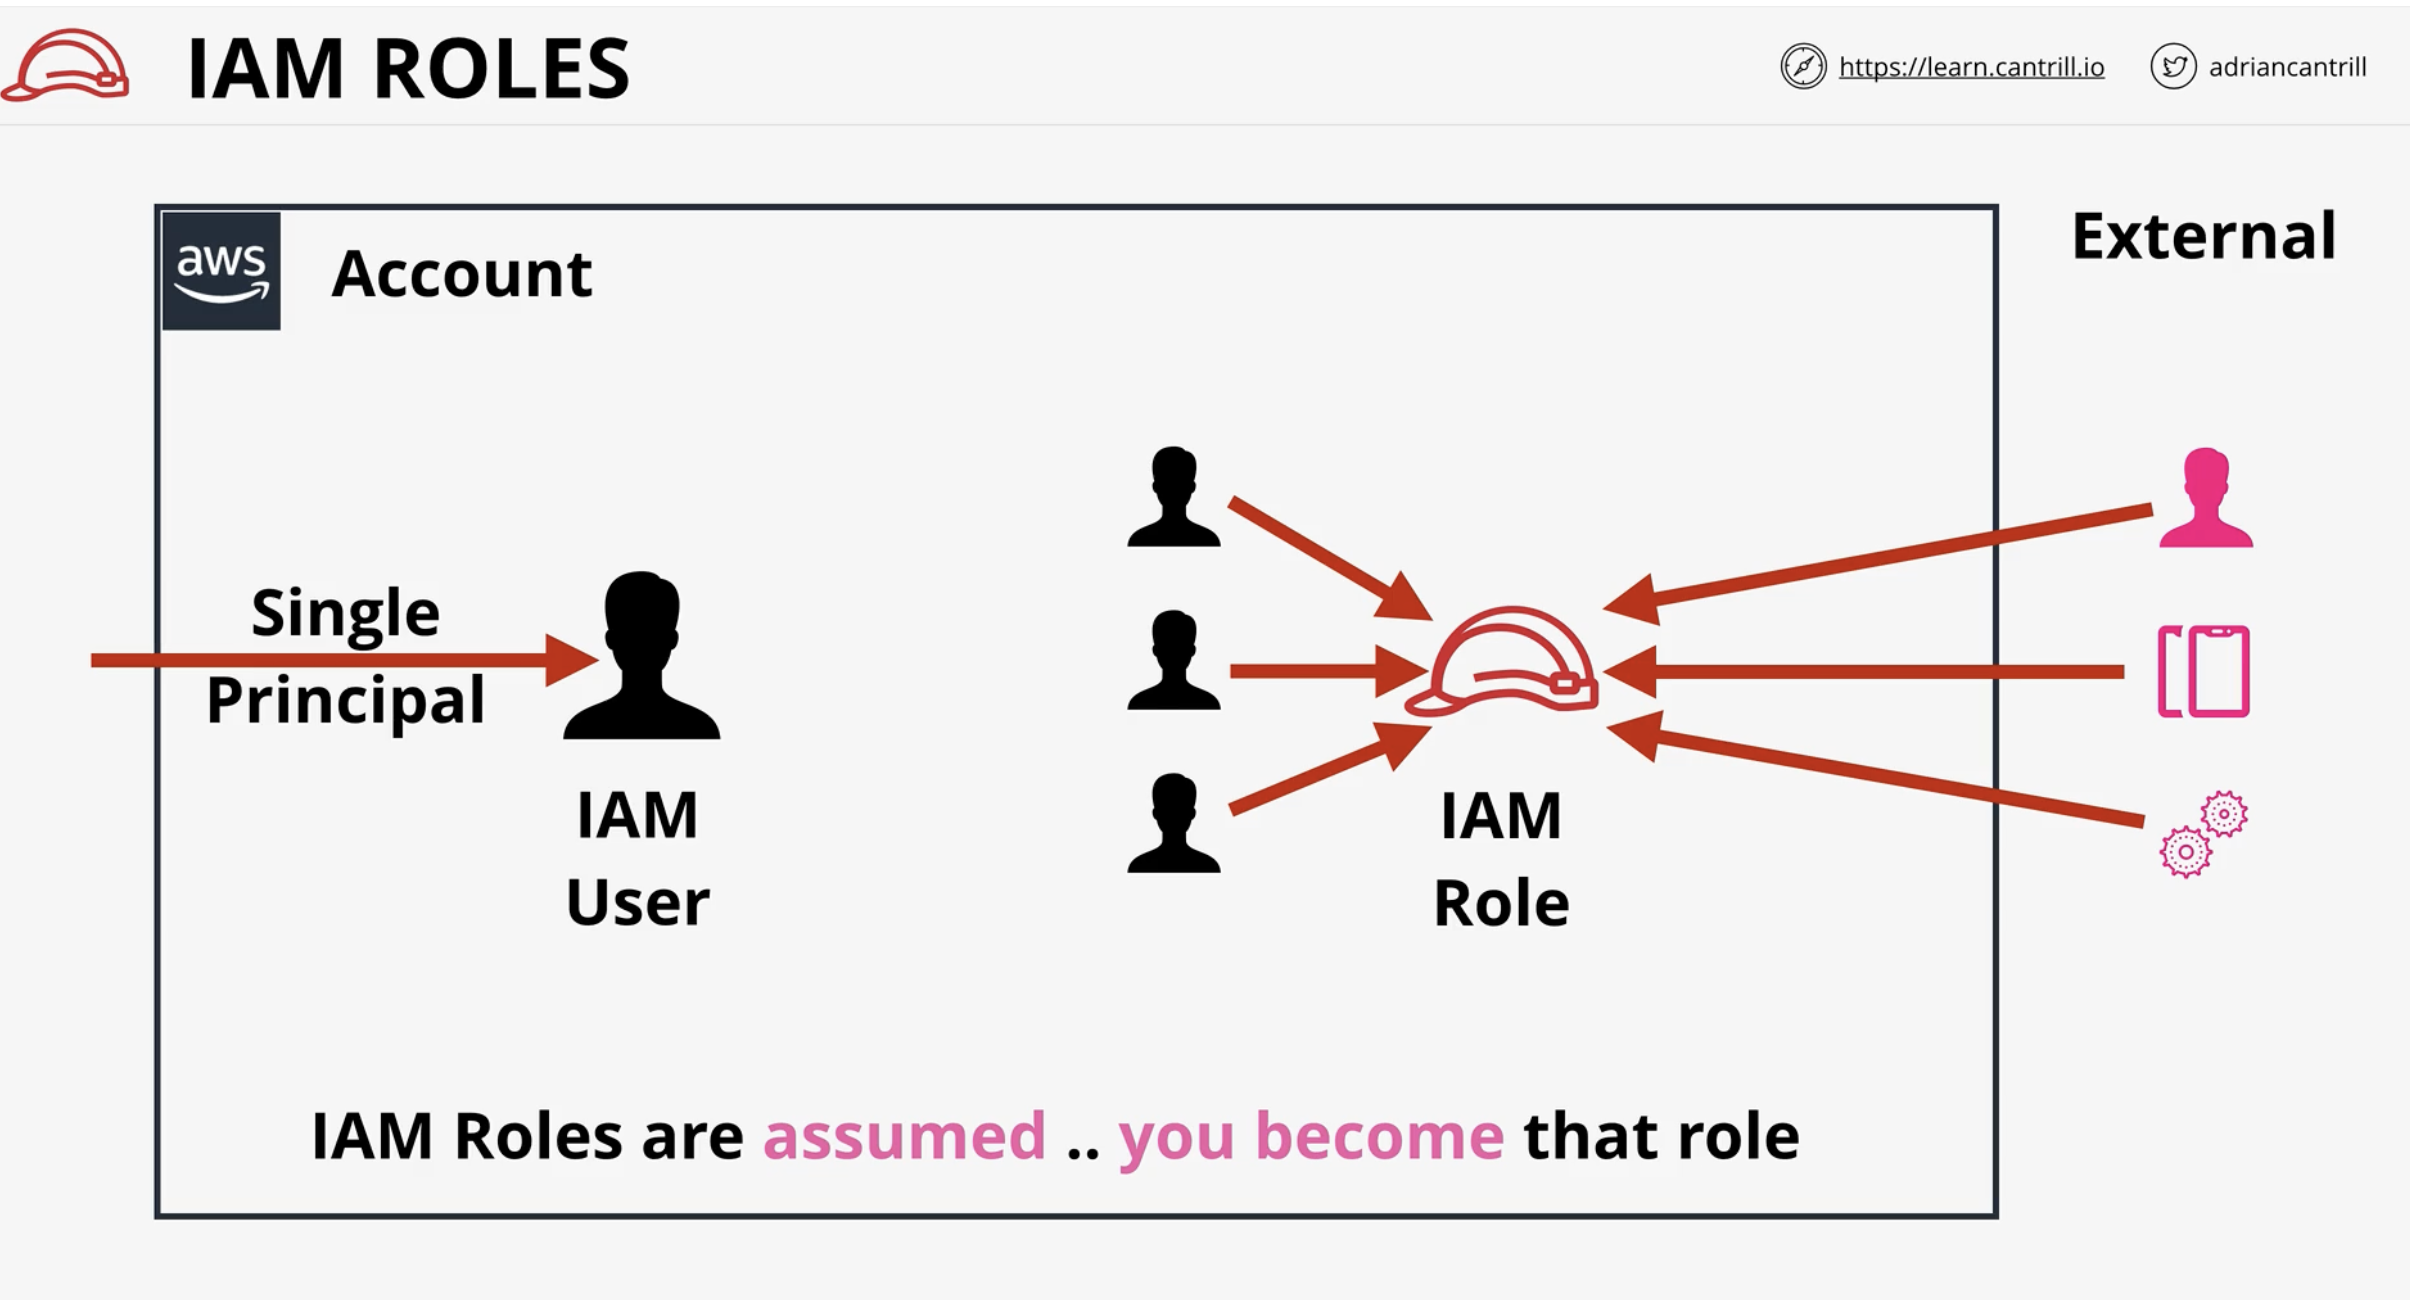 IAM ROLES
https://learn.cantrill.io
adriancantrill
aws
Account
External
Single
Principal
IAM
User
IAM
Role
IAM Roles are assumed .. you become that role